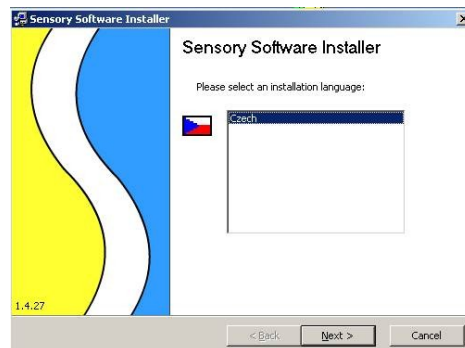 Sensory Software Installer
Sensory Software Installer
Please select an installation language:
Czech
1.4.27
< Back
Next >
Cancel